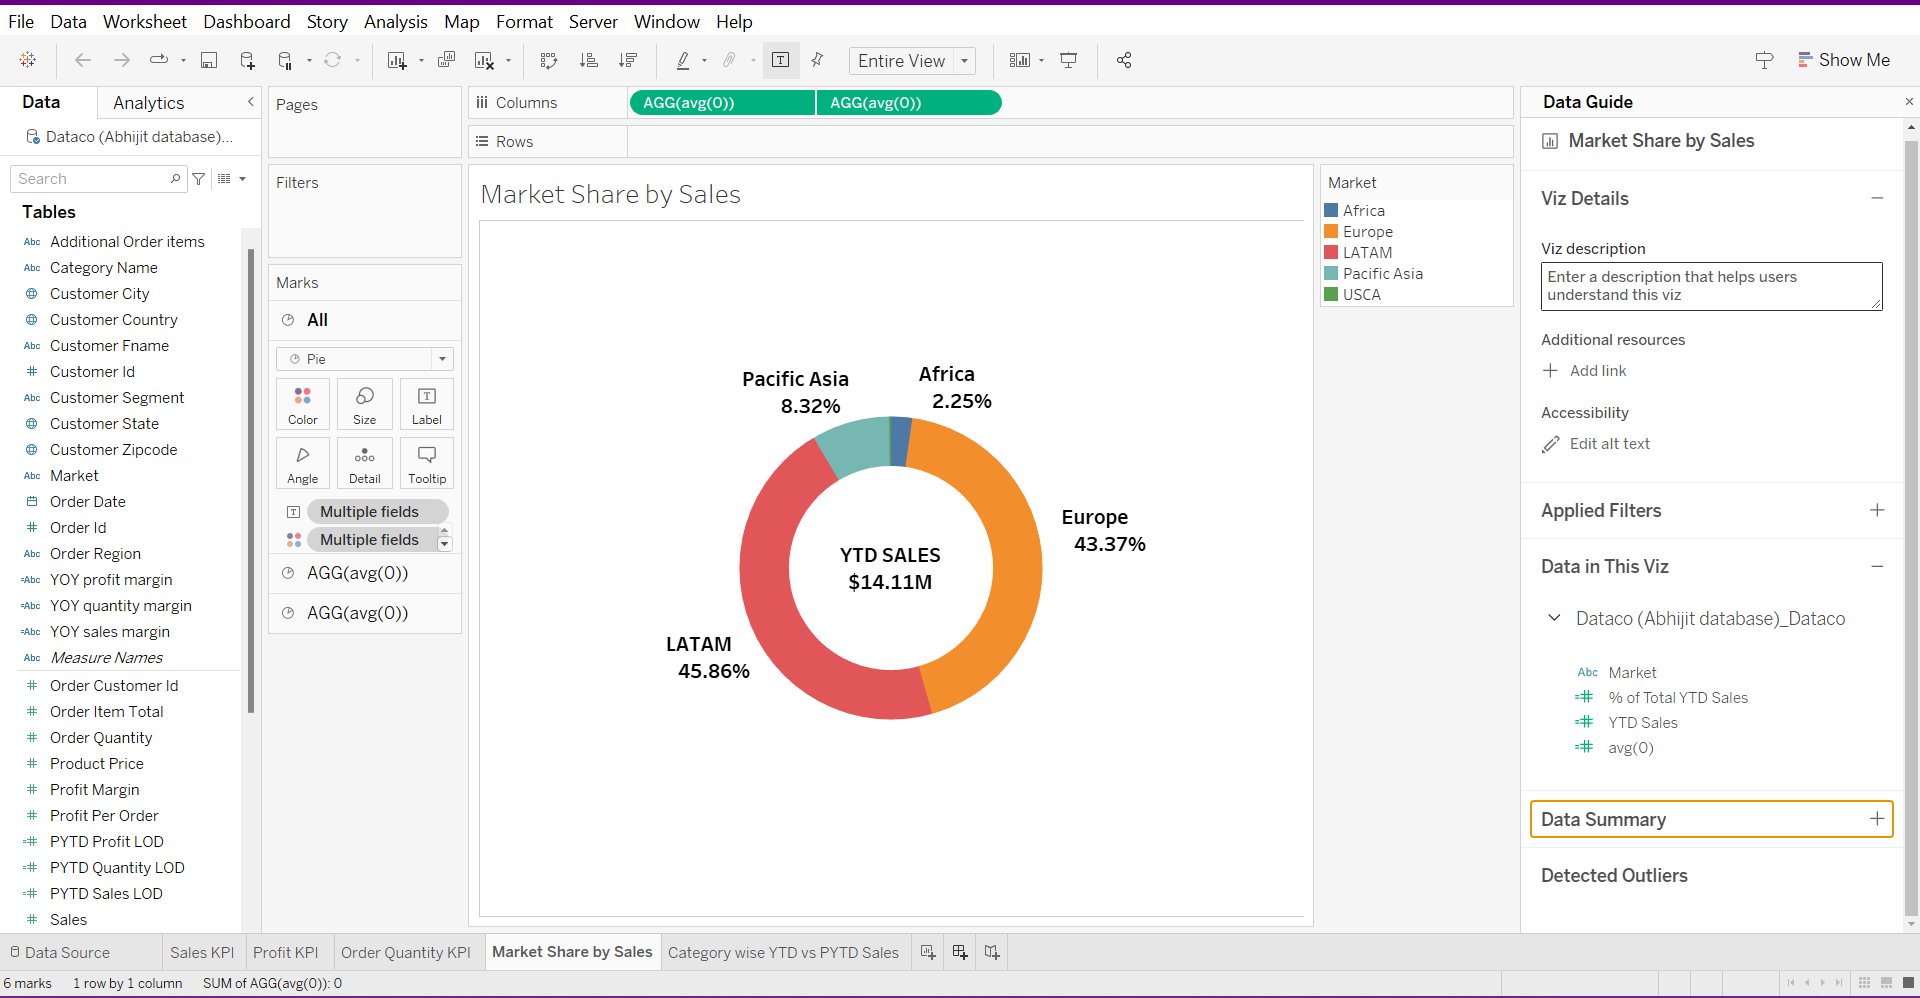 File Data Worksheet Dashboard Story Analysis Map Format Server Window Help
Entire View
Show Me
Data
Analytics
Dataco (Abhijit database)...
Search
Tables
Abc Additional Order items
Abc Category Name
Customer City
Customer Country
Abc Customer Fname
# Customer Id
Abc Customer Segment
Customer State
Customer Zipcode
Abc Market
Order Date
# Order Id
Abc Order Region
=Abc YOY profit margin
=Abc YOY quantity margin
=Abc YOY sales margin
Abc Measure Names
# Order Customer Id
# Order Item Total
# Order Quantity
# Product Price
# Profit Margin
# Profit Per Order
=# PYTD Profit LOD
=# PYTD Quantity LOD
=# PYTD Sales LOD
# Sales
Pages
Filters
Marks
All
Pie
Color Size Label
Angle Detail Tooltip
Multiple fields
Multiple fields
AGG(avg(0))
AGG(avg(0))
Columns
AGG(avg(0)) AGG(avg(0))
Rows
Market Share by Sales
Pacific Asia
8.32%
Africa
2.25%
Europe
43.37%
YTD SALES
$14.11M
LATAM
45.86%
Market
Africa
Europe
LATAM
Pacific Asia
USCA
Data Guide
Market Share by Sales
Viz Details
Viz description
Enter a description that helps users
understand this viz
Additional resources
Add link
Accessibility
Edit alt text
Applied Filters
Data in This Viz
Dataco (Abhijit database)_Dataco
Abc Market
=# % of Total YTD Sales
=# YTD Sales
=# avg(0)
Data Summary
Detected Outliers
Data Source
Sales KPI
Profit KPI
Order Quantity KPI
Market Share by Sales
Category wise YTD vs PYTD Sales
6 marks 1 row by 1 column SUM of AGG(avg(0)): 0